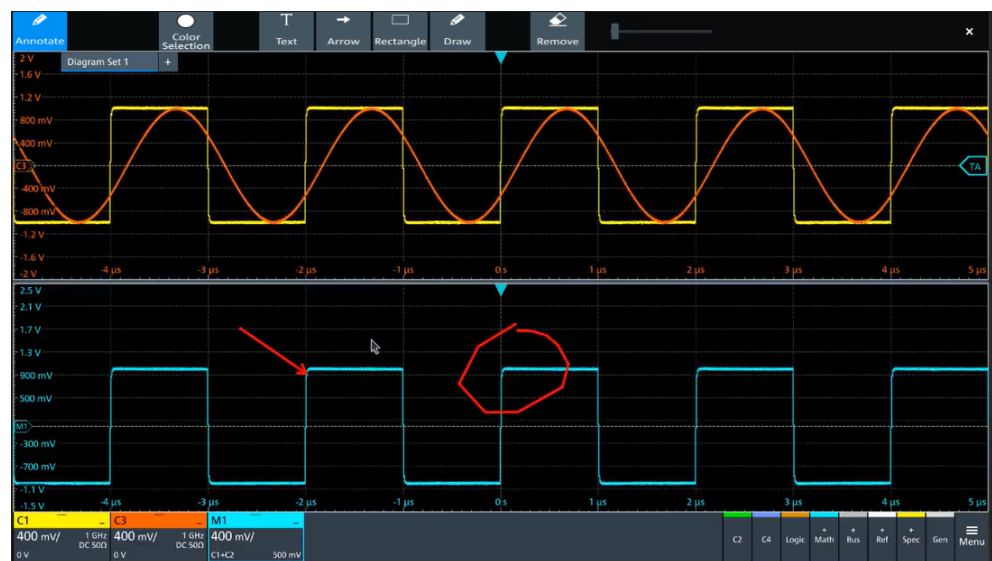 Annotate
Color
Selection
T
Text
Arrow
Rectangle
Draw
Remove
×
2 V
Diagram Set 1
+
1.6 V
1.2 V
800 mV
400 mV
C3
TA
-400 mV
-800 mV
-1.2 V
-1.6 V
-2 V
-4 µs
-3 µs
-2 µs
-1 µs
0 s
1 µs
2 µs
3 µs
4 µs
5 µs
2.5 V
2.1 V
1.7 V
1.3 V
900 mV
500 mV
M1
-300 mV
-700 mV
-1.1 V
-1.5 V
-4 µs
-3 µs
-2 µs
-1 µs
0 s
1 µs
2 µs
3 µs
4 µs
5 µs
C1
400 mV/
1 GHz
DC 50Ω
0 V
C3
400 mV/
1 GHz
DC 50Ω
0 V
M1
400 mV/
C1+C2
500 mV
C2
C4
Logic
+
Math
+
Bus
+
Ref
+
Spec
Gen
Menu